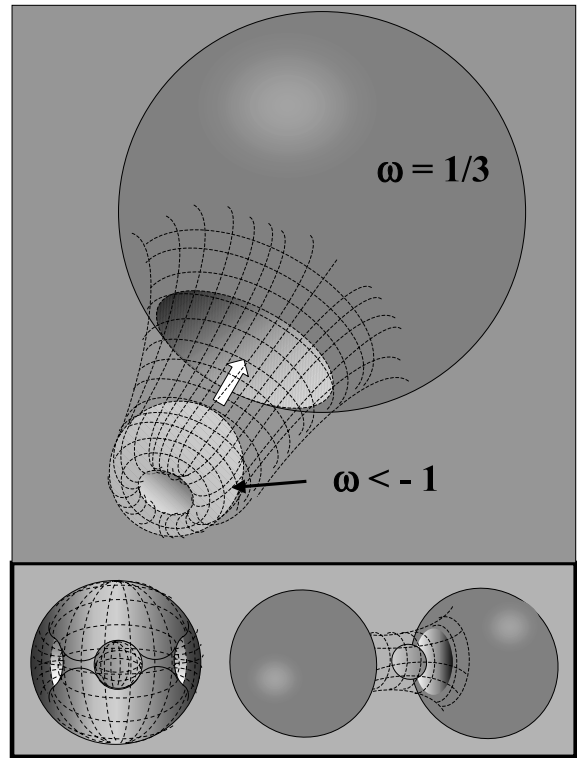 ω = 1/3
ω < - 1